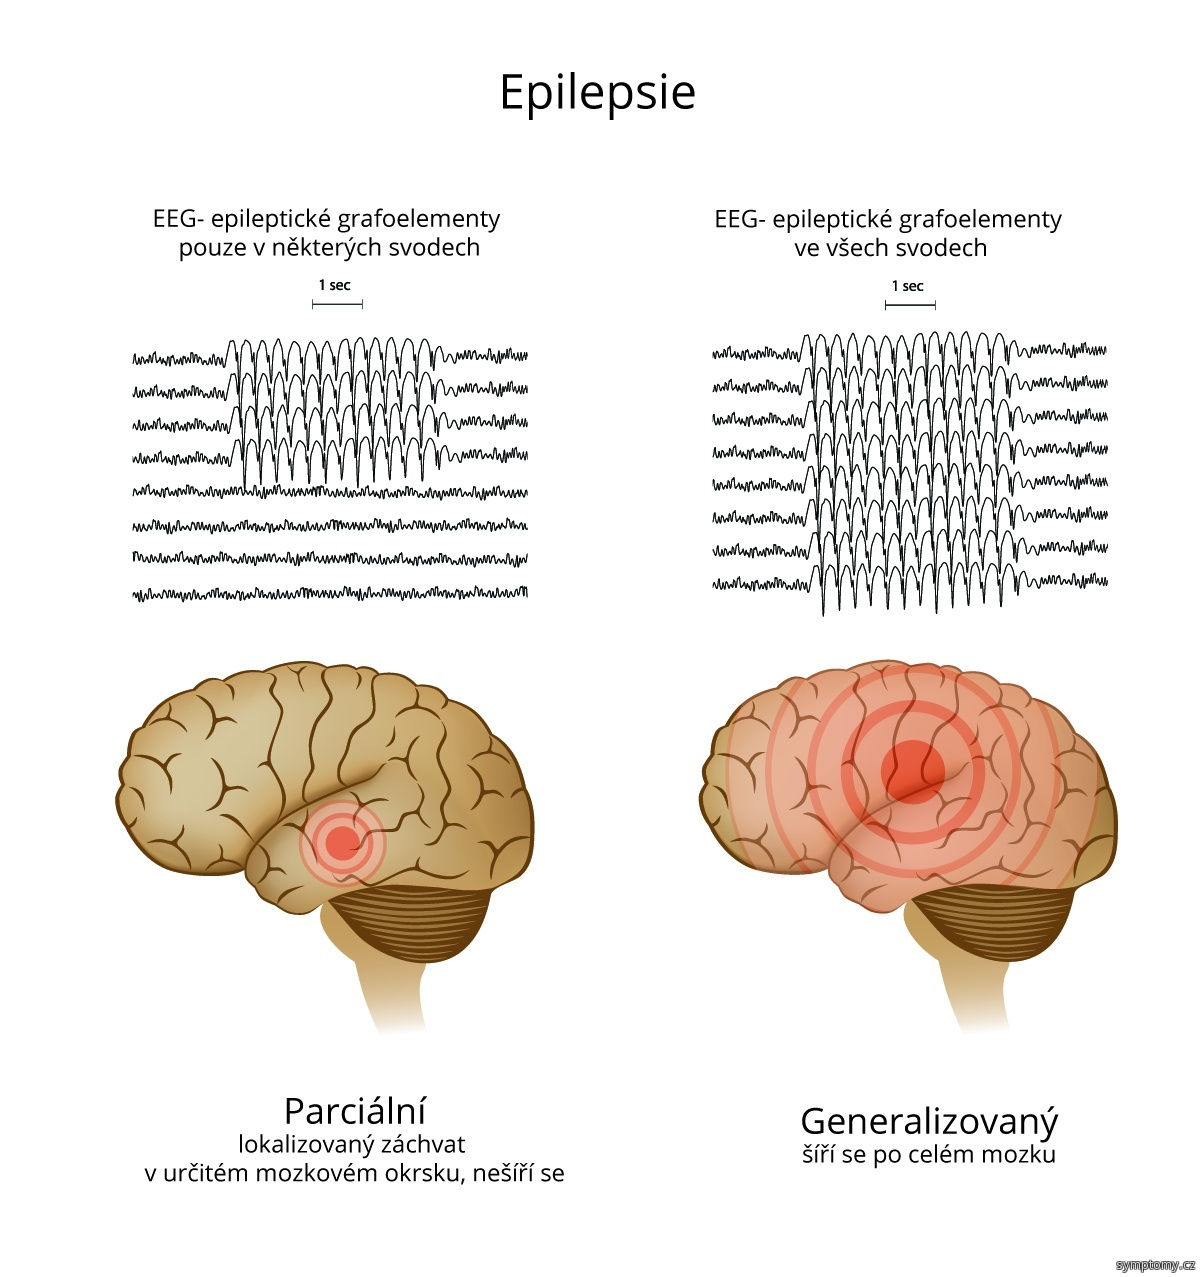 Epilepsie
EEG- epileptické grafoelementy
pouze v některých svodech
1 sec
EEG- epileptické grafoelementy
ve všech svodech
1 sec
Parciální
lokalizovaný záchvat
v určitém mozkovém okrsku, nešíří se
Generalizovaný
šíří se po celém mozku
symptomy.cz